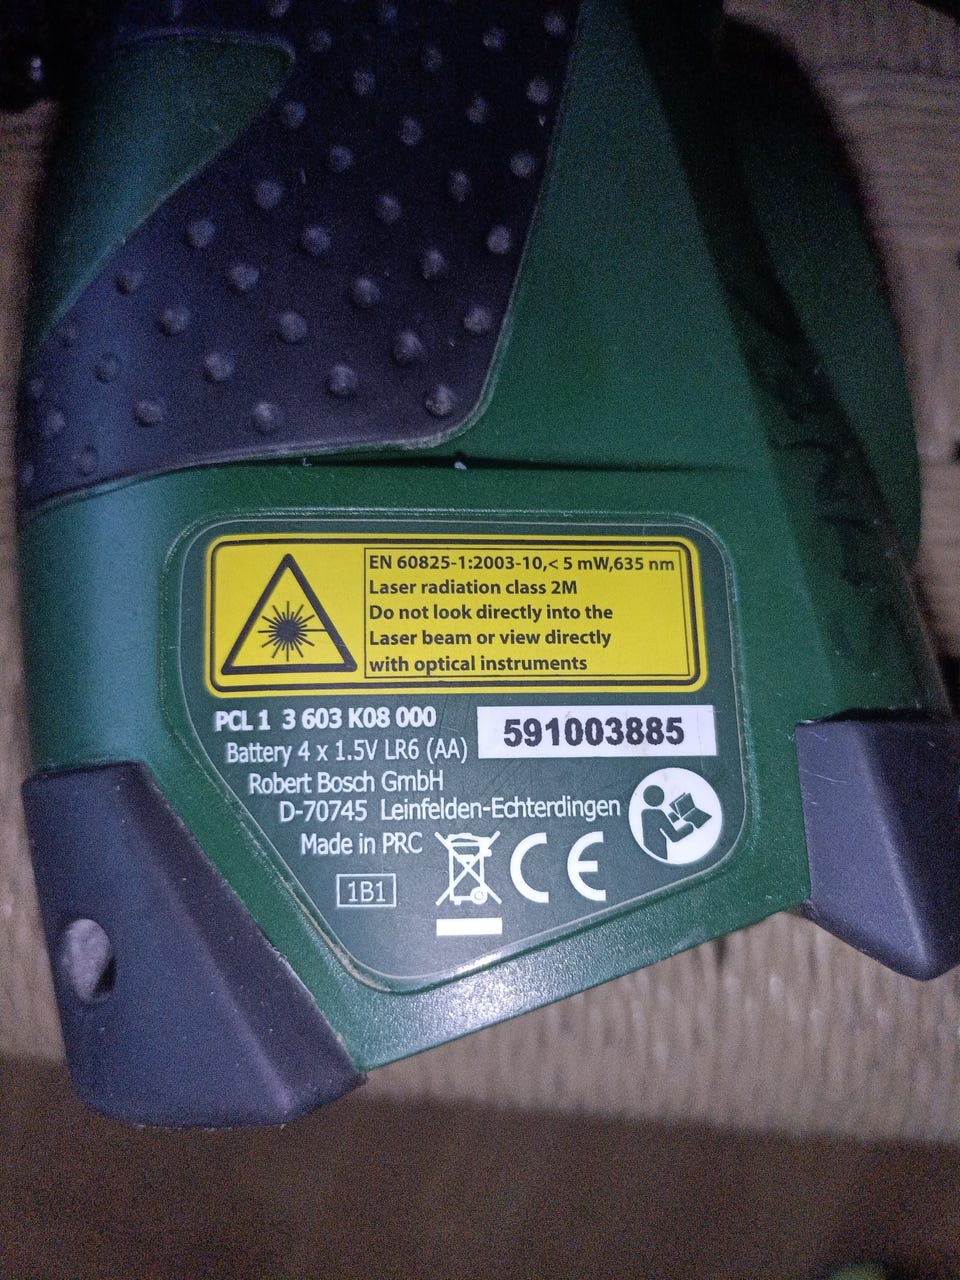 EN 60825-1:2003-10,< 5 mW,635 nm
Laser radiation class 2M
Do not look directly into the
Laser beam or view directly
with optical instruments
PCL 1 3 603 K08 000
591003885
Battery 4 x 1.5V LR6 (AA)
Robert Bosch GmbH
D-70745 Leinfelden-Echterdingen
Made in PRC
CE
1B1